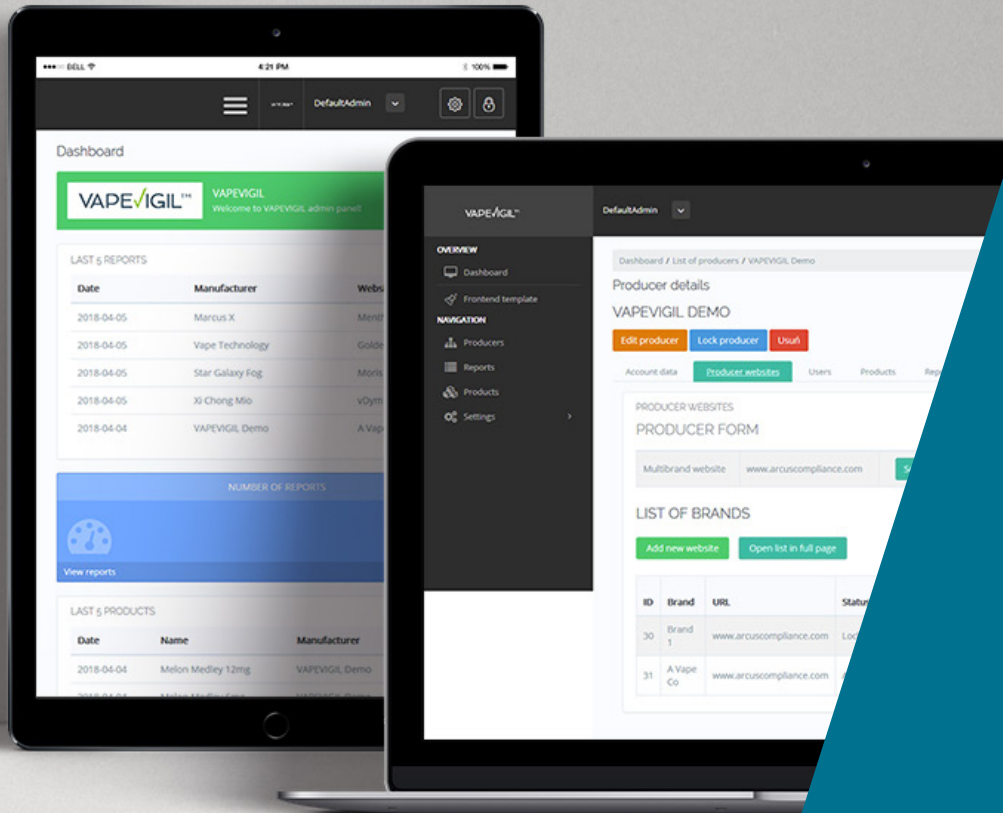 DELL 4:21 PM 100%
DefaultAdmin
Dashboard
VAPEVIGIL™
VAPEVIGIL
Welcome to VAPEVIGIL admin panel!
LAST 5 REPORTS
Date Manufacturer
2018-04-05 Marcus X
2018-04-05 Vape Technology
2018-04-05 Star Galaxy Fog
2018-04-05 Xi Chong Mio
2018-04-04 VAPEVIGIL Demo
NUMBER OF REPORTS
View reports
LAST 5 PRODUCTS
Date Name Manufacturer
2018-04-04 Melon Medley 12mg VAPEVIGIL Demo
VAPEVIGIL™
DefaultAdmin
OVERVIEW
Dashboard
Frontend template
NAVIGATION
Producers
Reports
Products
Settings
Dashboard / List of producers / VAPEVIGIL Demo
Producer details
VAPEVIGIL DEMO
Edit producer Lock producer Usuń
Account data Producer websites Users Products
PRODUCER WEBSITES
PRODUCER FORM
Multibrand website www.arcuscompliance.com
LIST OF BRANDS
Add new website Open list in full page
ID Brand URL Status
30 Brand 1 www.arcuscompliance.com
31 A Vape Co www.arcuscompliance.com